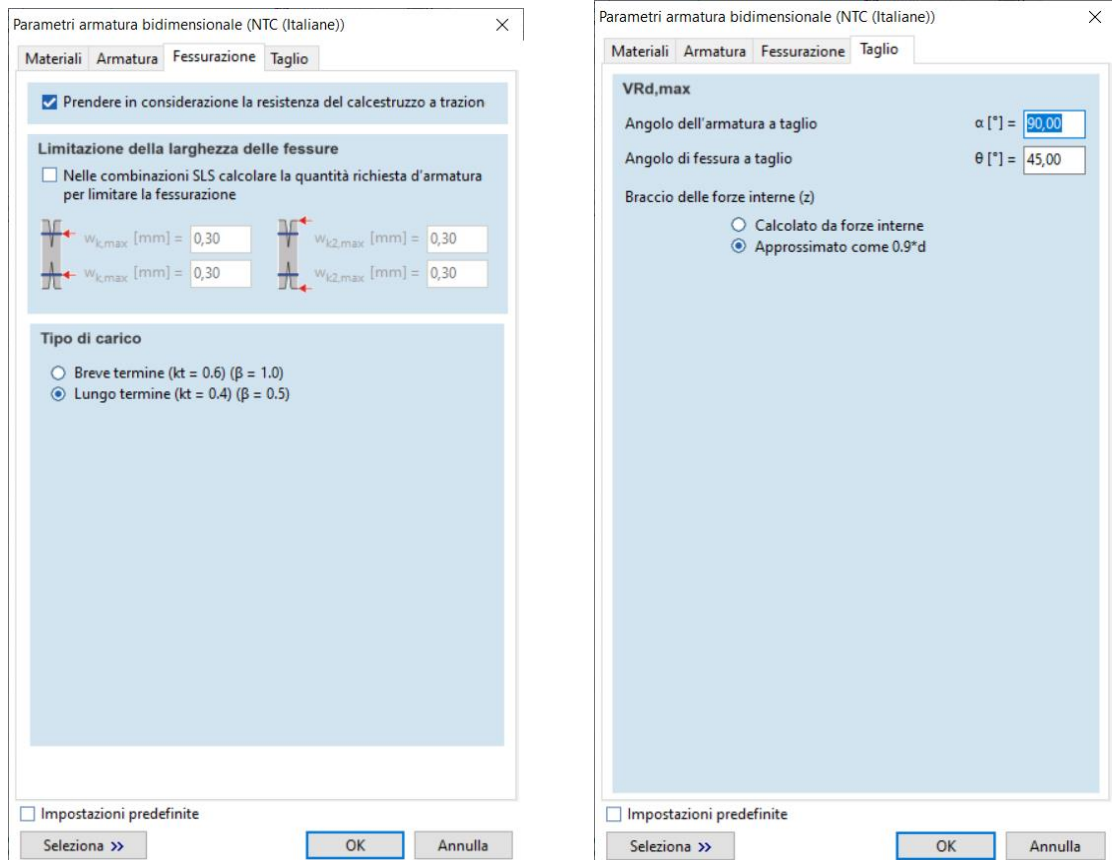 Parametri armatura bidimensionale (NTC (Italiane))
Materiali Armatura Fessurazione Taglio
Prendere in considerazione la resistenza del calcestruzzo a trazion
Limitazione della larghezza delle fessure
Nelle combinazioni SLS calcolare la quantità richiesta d'armatura
per limitare la fessurazione
wk,max [mm] = 0,30 wk2,max [mm] = 0,30
wk,max [mm] = 0,30 wk2,max [mm] = 0,30
Tipo di carico
Breve termine (kt = 0.6) (β = 1.0)
Lungo termine (kt = 0.4) (β = 0.5)
Impostazioni predefinite
Seleziona >> OK Annulla
Parametri armatura bidimensionale (NTC (Italiane))
Materiali Armatura Fessurazione Taglio
VRd,max
Angolo dell'armatura a taglio α [°] = 90,00
Angolo di fessura a taglio θ [°] = 45,00
Braccio delle forze interne (z)
Calcolato da forze interne
Approssimato come 0.9*d
Impostazioni predefinite
Seleziona >> OK Annulla